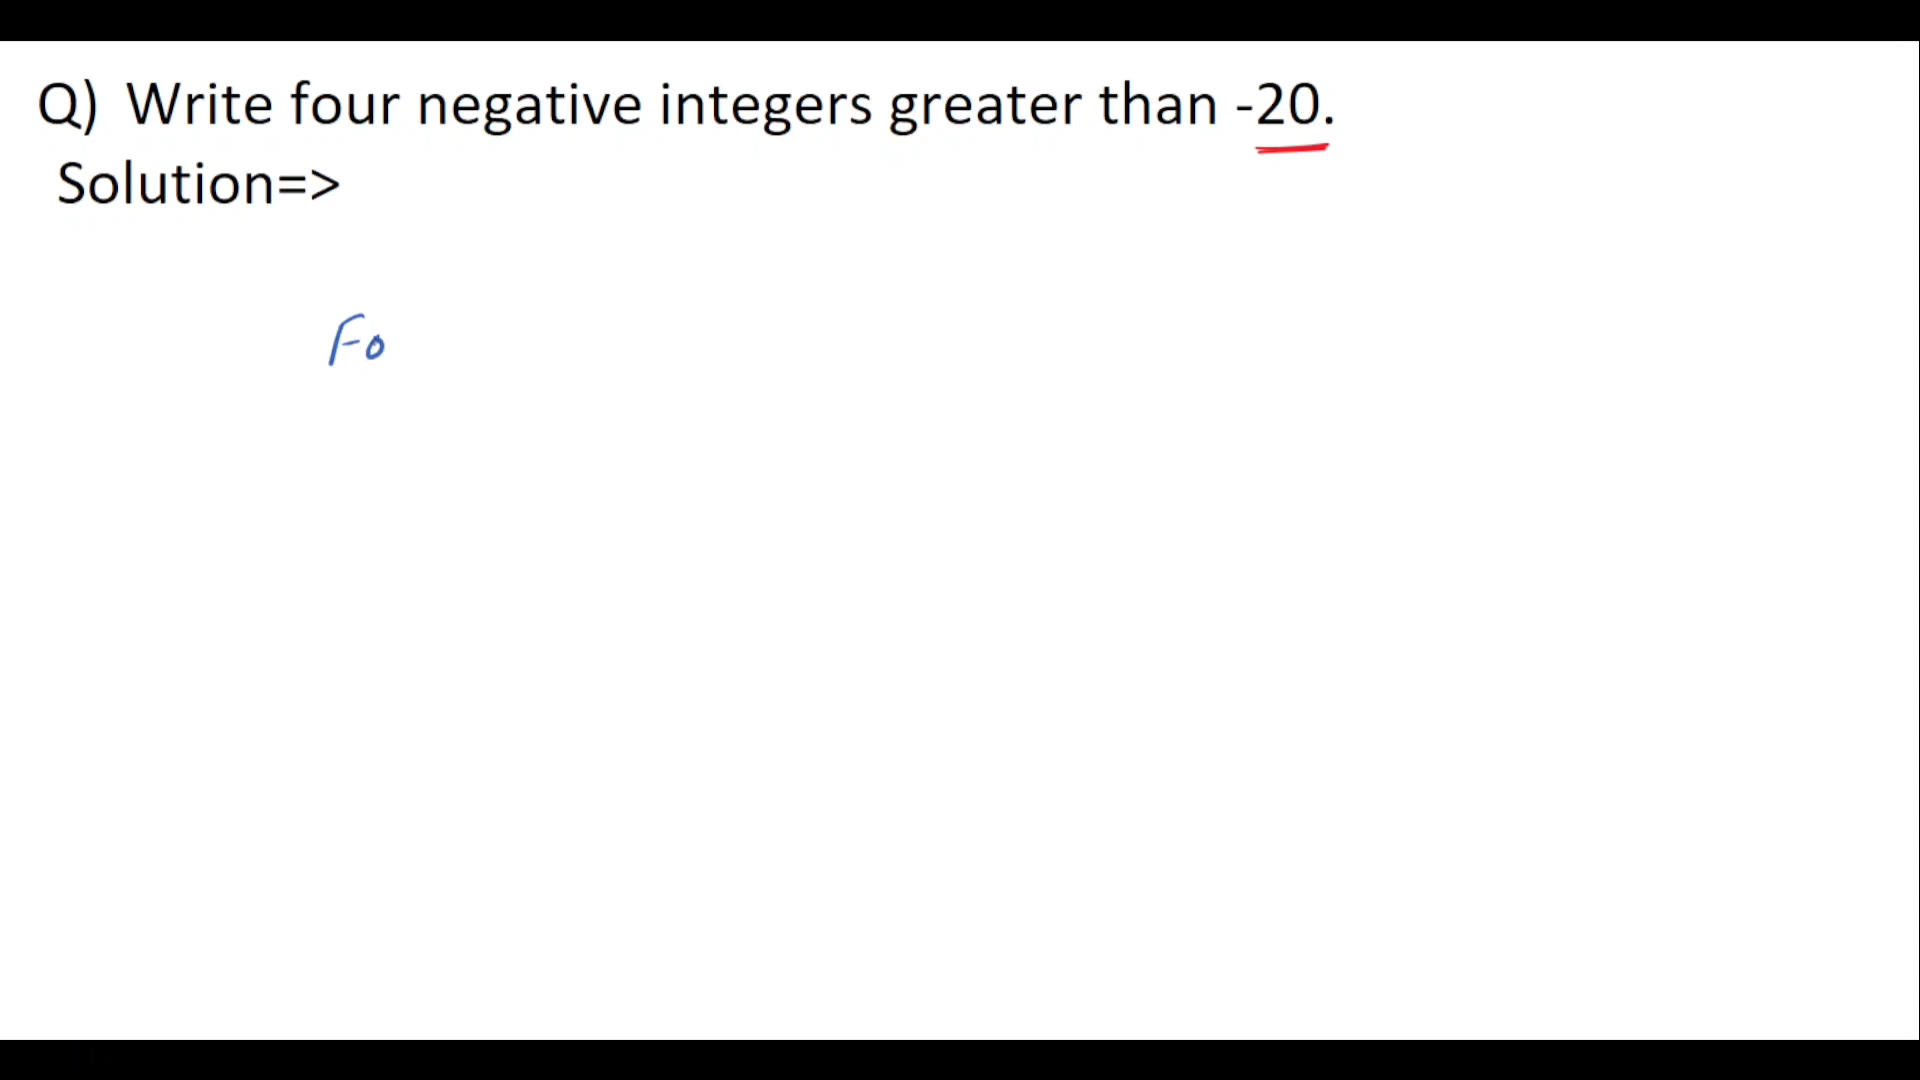 Q) Write four negative integers greater than -20.
Solution=>
Fo